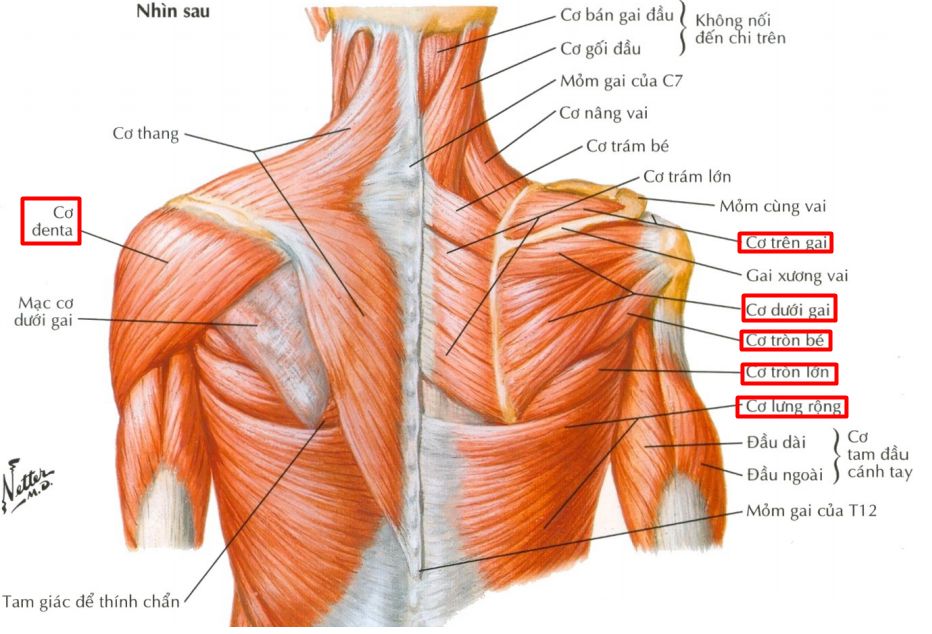 Nhìn sau
Cơ bán gai đầu
Cơ gối đầu
Không nối
đến chi trên
Mỏm gai của C7
Cơ nâng vai
Cơ trám bé
Cơ trám lớn
Mỏm cùng vai
Cơ trên gai
Gai xương vai
Cơ dưới gai
Cơ tròn bé
Cơ tròn lớn
Cơ lưng rộng
Đầu dài
Đầu ngoài
Cơ
tam đầu
cánh tay
Mỏm gai của T12
Cơ thang
Cơ
đenta
Mạc cơ
dưới gai
Netter
M.D.
Tam giác để thính chẩn